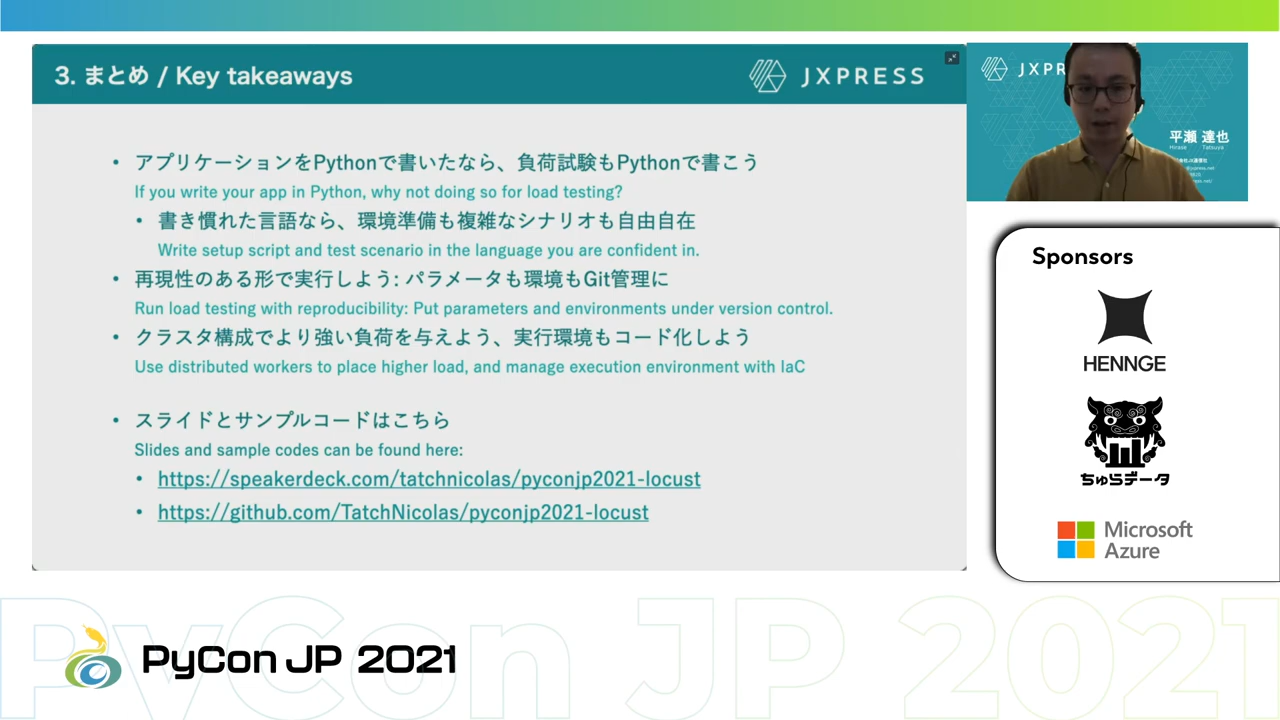 3. まとめ / Key takeaways
JXPRESS
• アプリケーションをPythonで書いたなら、負荷試験もPythonで書こう
If you write your app in Python, why not doing so for load testing?
• 書き慣れた言語なら、環境準備も複雑なシナリオも自由自在
Write setup script and test scenario in the language you are confident in.
• 再現性のある形で実行しよう: パラメータも環境もGit管理に
Run load testing with reproducibility: Put parameters and environments under version control.
• クラスタ構成でより強い負荷を与えよう、実行環境もコード化しよう
Use distributed workers to place higher load, and manage execution environment with IaC
• スライドとサンプルコードはこちら
Slides and sample codes can be found here:
• https://speakerdeck.com/tatchnicolas/pyconjp2021-locust
• https://github.com/TatchNicolas/pyconjp2021-locust
JXPR
平瀬 達也
Hirase Tatsuya
Sponsors
HENNGE
ちゅらデータ
Microsoft
Azure
PyCon JP 2021
PyCon JP 2021